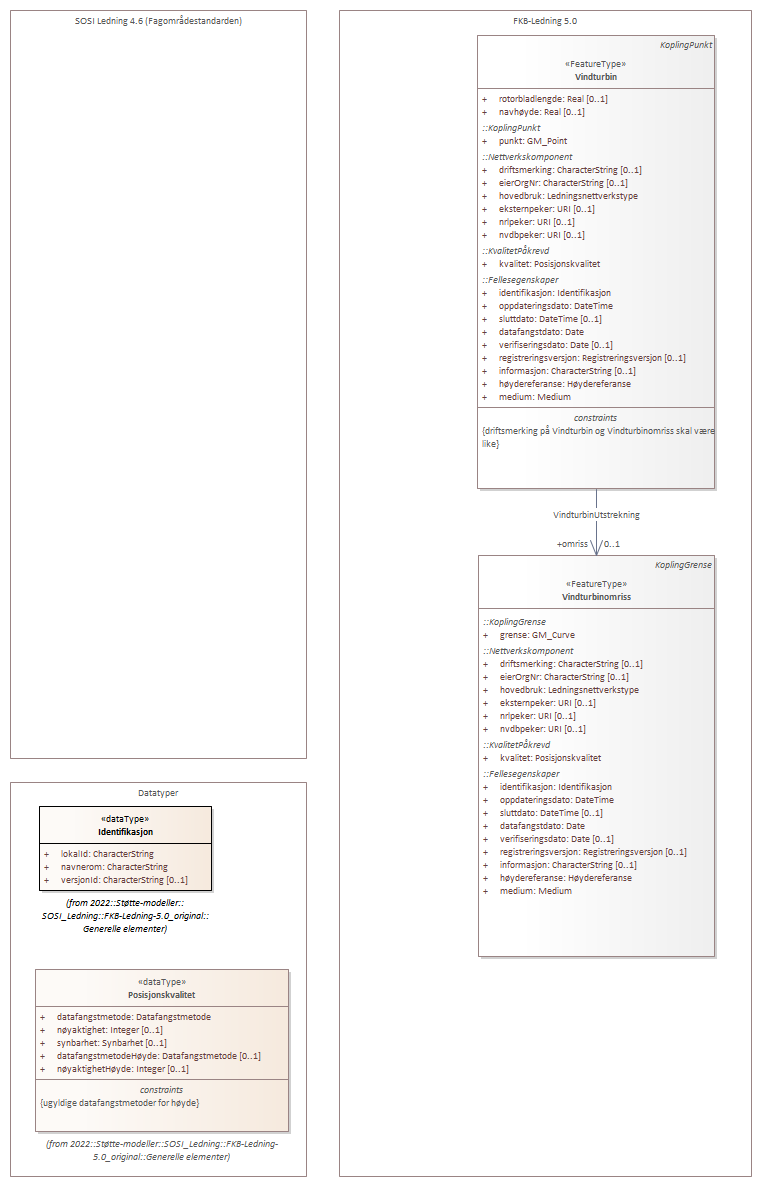 SOSI Ledning 4.6 (Fagområdestandarden)
FKB-Ledning 5.0
KoplingPunkt
«FeatureType»
Vindturbin
+ rotorbladlengde: Real [0..1]
+ navhøyde: Real [0..1]
::KoplingPunkt
+ punkt: GM_Point
::Nettverkskomponent
+ driftsmerking: CharacterString [0..1]
+ eierOrgNr: CharacterString [0..1]
+ hovedbruk: Ledningsnettverkstype
+ eksternpeker: URI [0..1]
+ nrlpeker: URI [0..1]
+ nvdbpeker: URI [0..1]
::KvalitetPåkrevd
+ kvalitet: Posisjonskvalitet
::Fellesegenskaper
+ identifikasjon: Identifikasjon
+ oppdateringsdato: DateTime
+ sluttdato: DateTime [0..1]
+ datafangstdato: Date
+ verifiseringsdato: Date [0..1]
+ registreringsversjon: Registreringsversjon [0..1]
+ informasjon: CharacterString [0..1]
+ høydereferanse: Høydereferanse
+ medium: Medium
constraints
{driftsmerking på Vindturbin og Vindturbinomriss skal være
like}
VindturbinUtstrekning
+omriss 0..1
KoplingGrense
«FeatureType»
Vindturbinomriss
::KoplingGrense
+ grense: GM_Curve
::Nettverkskomponent
+ driftsmerking: CharacterString [0..1]
+ eierOrgNr: CharacterString [0..1]
+ hovedbruk: Ledningsnettverkstype
+ eksternpeker: URI [0..1]
+ nrlpeker: URI [0..1]
+ nvdbpeker: URI [0..1]
::KvalitetPåkrevd
+ kvalitet: Posisjonskvalitet
::Fellesegenskaper
+ identifikasjon: Identifikasjon
+ oppdateringsdato: DateTime
+ sluttdato: DateTime [0..1]
+ datafangstdato: Date
+ verifiseringsdato: Date [0..1]
+ registreringsversjon: Registreringsversjon [0..1]
+ informasjon: CharacterString [0..1]
+ høydereferanse: Høydereferanse
+ medium: Medium
Datatyper
«dataType»
Identifikasjon
+ lokalId: CharacterString
+ navnerom: CharacterString
+ versjonId: CharacterString [0..1]
(from 2022::Støtte-modeller::
SOSI_Ledning::FKB-Ledning-5.0_original::
Generelle elementer)
«dataType»
Posisjonskvalitet
+ datafangstmetode: Datafangstmetode
+ nøyaktighet: Integer [0..1]
+ synbarhet: Synbarhet [0..1]
+ datafangstmetodeHøyde: Datafangstmetode [0..1]
+ nøyaktighetHøyde: Integer [0..1]
constraints
{ugyldige datafangstmetoder for høyde}
(from 2022::Støtte-modeller::SOSI_Ledning::FKB-Ledning-
5.0_original::Generelle elementer)